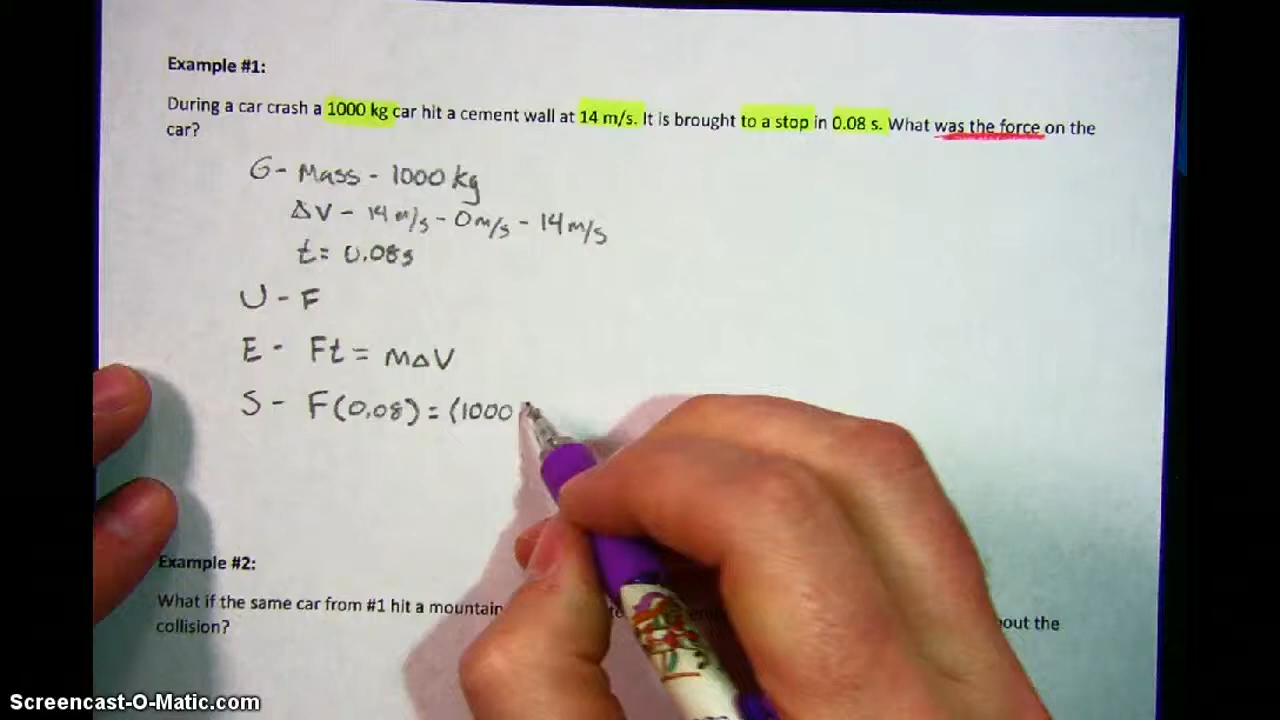 Example #1:
During a car crash a 1000 kg car hit a cement wall at 14 m/s. It is brought to a stop in 0.08 s. What was the force on the
car?
G- Mass - 1000 kg
ΔV - 14 m/s - 0 m/s - 14 m/s
t= 0.08s
U - F
E - Ft = mΔV
S - F(0.08) = (1000
Example #2:
What if the same car from #1 hit a mountain out the
collision?
Screencast-O-Matic.com